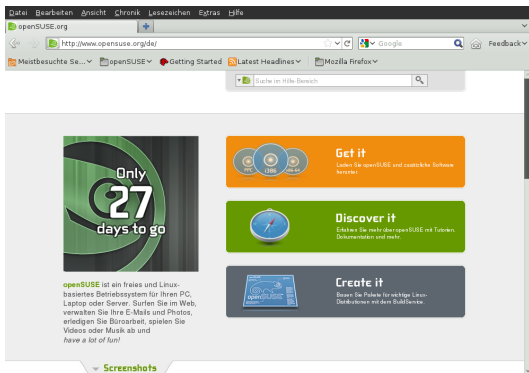 Datei Bearbeiten Ansicht Chronik Lesezeichen Extras Hilfe
openSUSE.org
http://www.opensuse.org/de/
Google
Feedback
Meistbesuchte Se...
openSUSE
Getting Started
Latest Headlines
Mozilla Firefox
Suche im Hilfe-Bereich
Only
27
days to go
openSUSE ist ein freies und Linux-
basiertes Betriebssystem für Ihren PC,
Laptop oder Server. Surfen Sie im Web,
verwalten Sie Ihre E-Mails und Photos,
erledigen Sie Büroarbeit, spielen Sie
Videos oder Musik ab und
have a lot of fun!
PPC
i386
Get it
Laden Sie openSUSE und zusätzliche Software
herunter.
Discover it
Erfahren Sie mehr über openSUSE mit Tutorien,
Dokumentation und mehr.
openSUSE
Create it
Bauen Sie Pakete für wichtige Linux-
Distributionen mit dem BuildService.
Screenshots